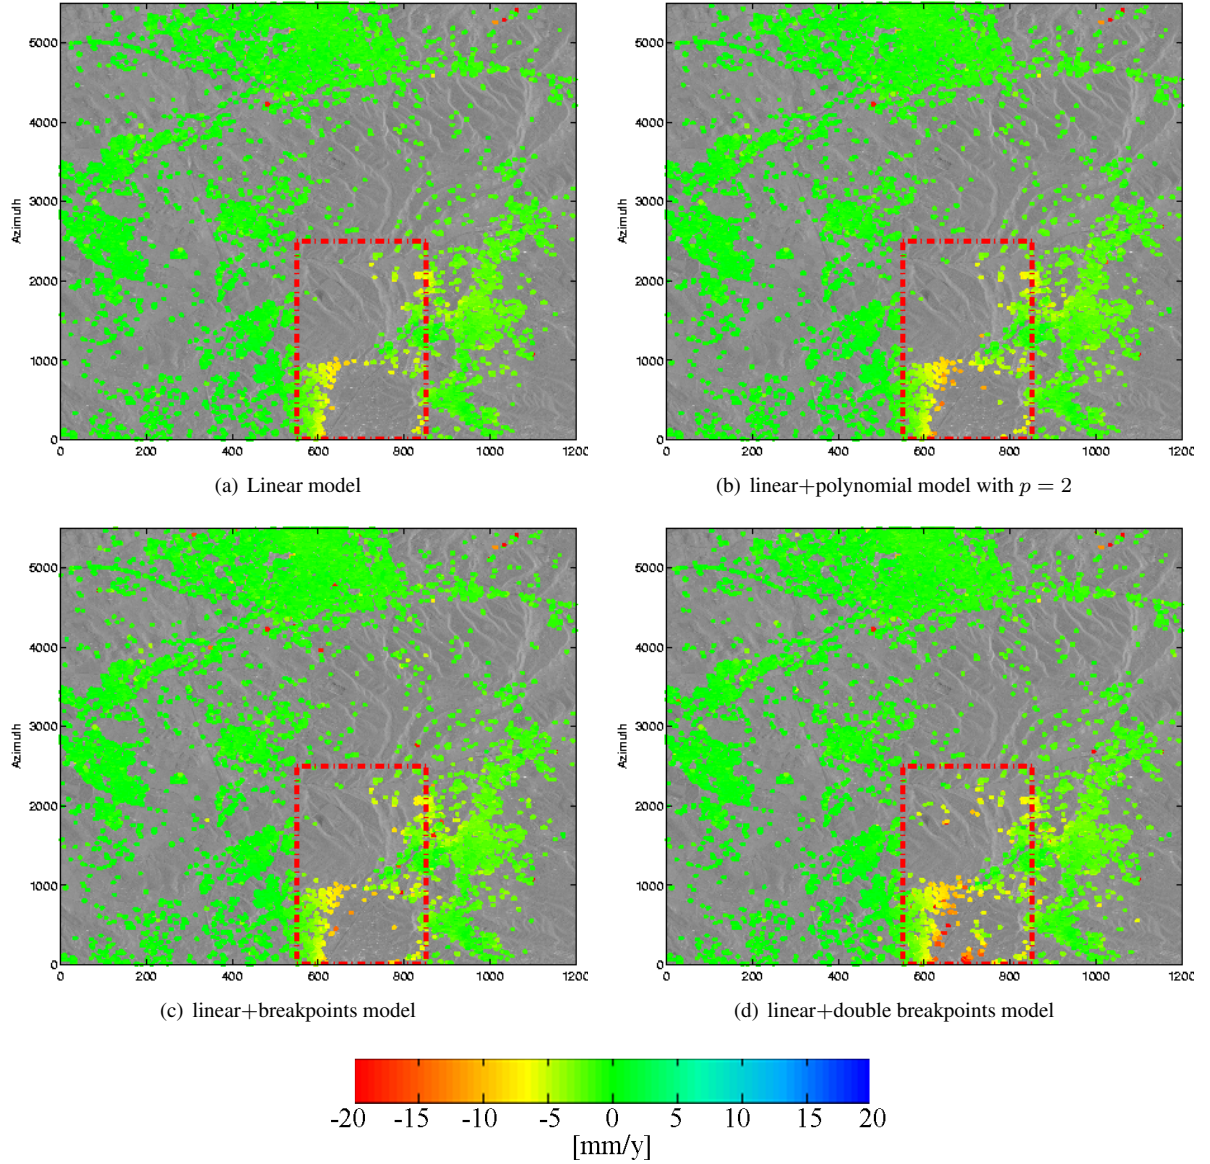 5000
4000
3000
2000
1000
0
Azimuth
0 200 400 600 800 1000 1200
(a) Linear model
5000
4000
3000
2000
1000
0
Azimuth
0 200 400 600 800 1000 1200
(b) linear+polynomial model with p = 2
5000
4000
3000
2000
1000
0
Azimuth
0 200 400 600 800 1000 1200
(c) linear+breakpoints model
5000
4000
3000
2000
1000
0
Azimuth
0 200 400 600 800 1000 1200
(d) linear+double breakpoints model
-20 -15 -10 -5 0 5 10 15 20
[mm/y]